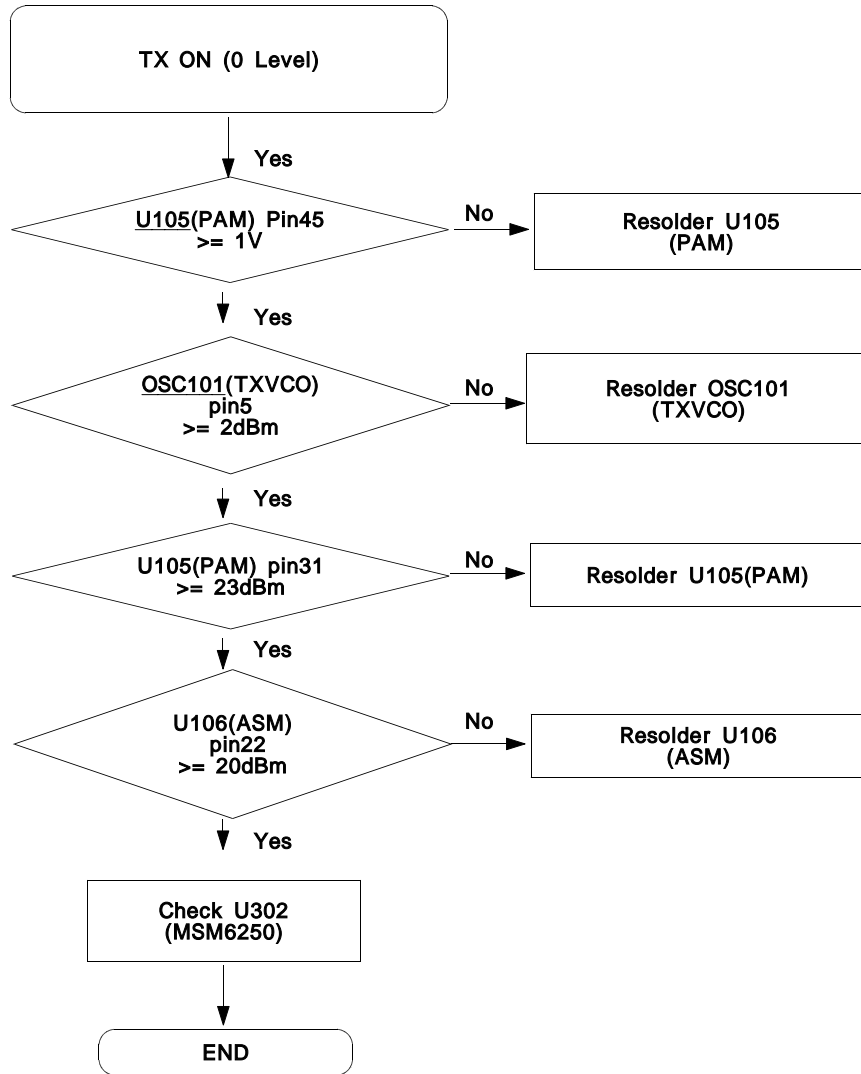 TX ON (0 Level)
Yes
U105(PAM) Pin45
>= 1V
No
Resolder U105
(PAM)
Yes
OSC101(TXVCO)
pin5
>= 2dBm
No
Resolder OSC101
(TXVCO)
Yes
U105(PAM) pin31
>= 23dBm
No
Resolder U105(PAM)
Yes
U106(ASM)
pin22
>= 20dBm
No
Resolder U106
(ASM)
Yes
Check U302
(MSM6250)
END